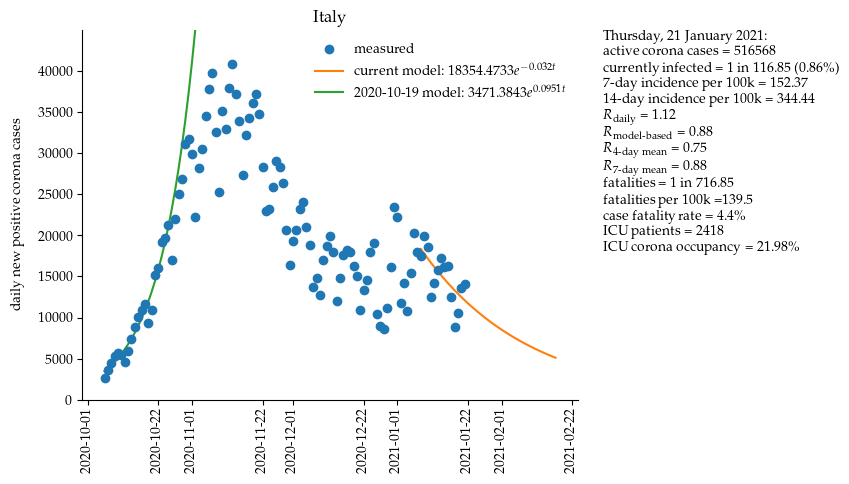 Italy
measured
current model: 18354.4733e^{-0.032t}
2020-10-19 model: 3471.3843e^{0.0951t}
daily new positive corona cases
40000
35000
30000
25000
20000
15000
10000
5000
0
2020-10-01
2020-10-22
2020-11-01
2020-11-22
2020-12-01
2020-12-22
2021-01-01
2021-01-22
2021-02-01
2021-02-22
Thursday, 21 January 2021:
active corona cases = 516568
currently infected = 1 in 116.85 (0.86%)
7-day incidence per 100k = 152.37
14-day incidence per 100k = 344.44
R_daily = 1.12
R_model-based = 0.88
R_4-day mean = 0.75
R_7-day mean = 0.88
fatalities = 1 in 716.85
fatalities per 100k =139.5
case fatality rate = 4.4%
ICU patients = 2418
ICU corona occupancy = 21.98%